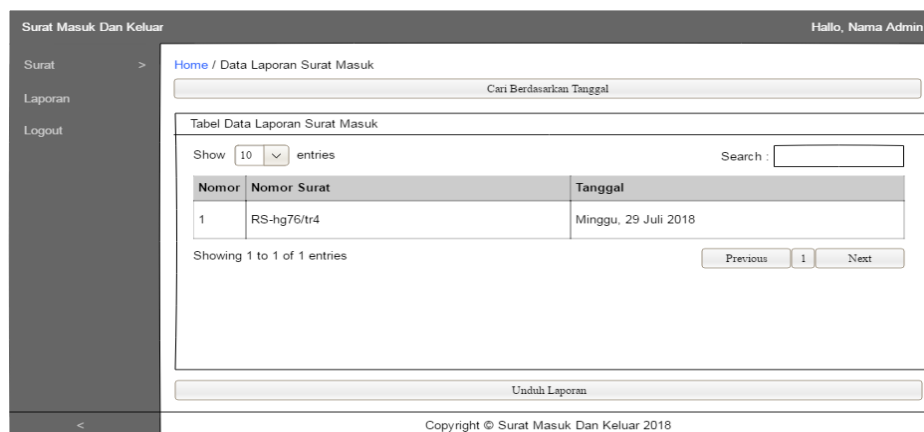 Surat Masuk Dan Keluar
Hallo, Nama Admin
Surat >
Laporan
Logout
Home / Data Laporan Surat Masuk
Cari Berdasarkan Tanggal
Tabel Data Laporan Surat Masuk
Show 10 entries
Search :
Nomor Nomor Surat Tanggal
1 RS-hg76/tr4 Minggu, 29 Juli 2018
Showing 1 to 1 of 1 entries
Previous 1 Next
Unduh Laporan
< Copyright © Surat Masuk Dan Keluar 2018